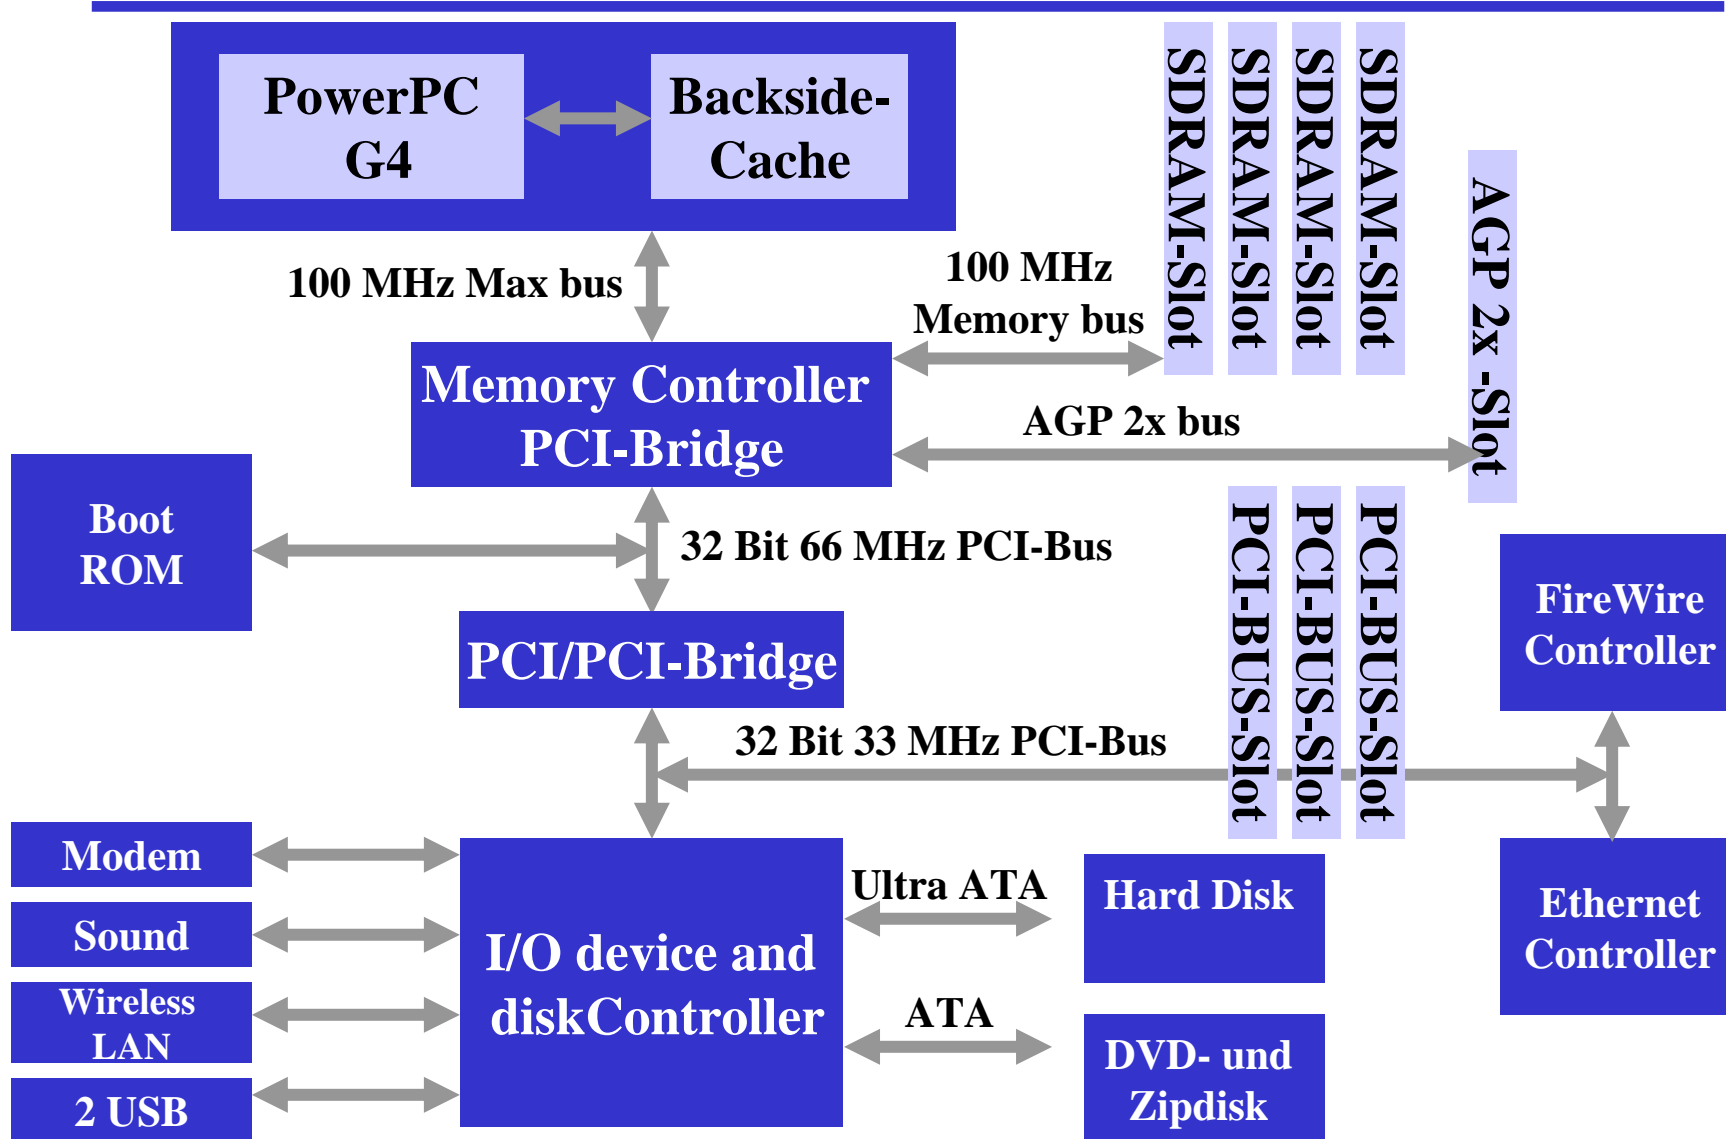 PowerPC
G4
Backside-
Cache
SDRAM-Slot
SDRAM-Slot
SDRAM-Slot
SDRAM-Slot
AGP 2x -Slot
100 MHz Max bus
100 MHz
Memory bus
Memory Controller
PCI-Bridge
AGP 2x bus
Boot
ROM
32 Bit 66 MHz PCI-Bus
PCI-BUS-Slot
PCI-BUS-Slot
PCI-BUS-Slot
FireWire
Controller
PCI/PCI-Bridge
32 Bit 33 MHz PCI-Bus
Modem
Sound
Wireless
LAN
2 USB
I/O device and
diskController
Ultra ATA
Hard Disk
ATA
DVD- und
Zipdisk
Ethernet
Controller